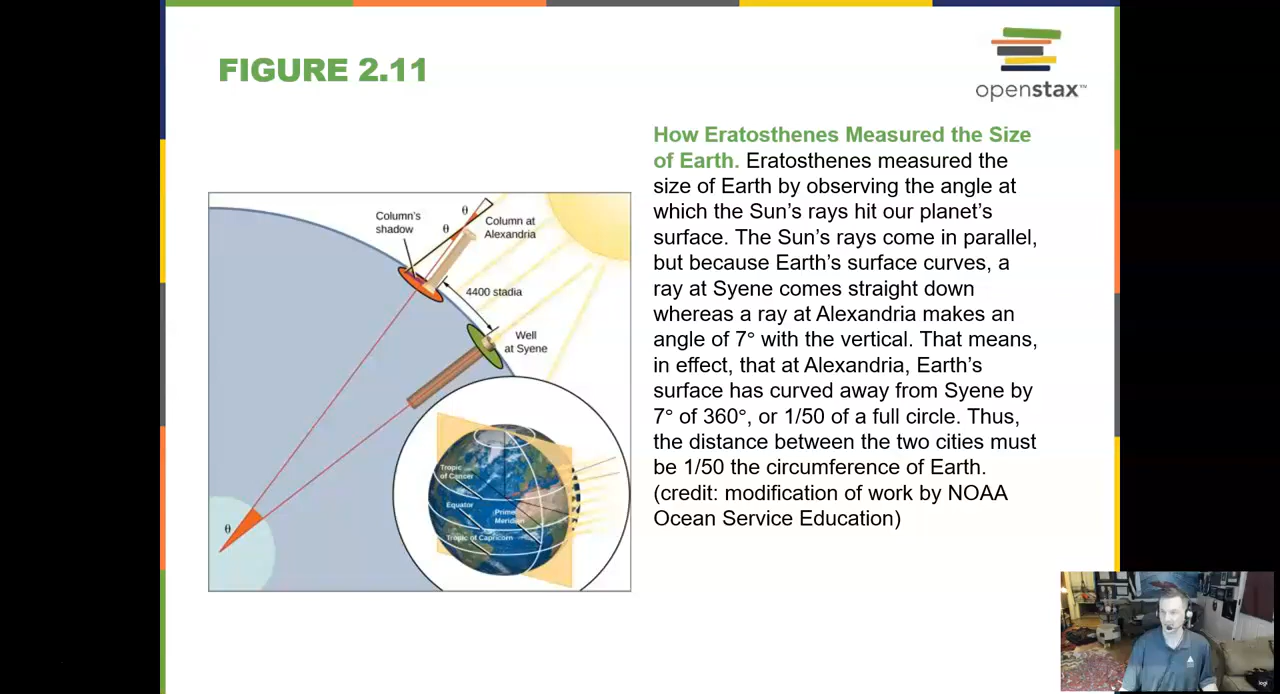 FIGURE 2.11
openstax™
How Eratosthenes Measured the Size
of Earth. Eratosthenes measured the
size of Earth by observing the angle at
which the Sun’s rays hit our planet’s
surface. The Sun’s rays come in parallel,
but because Earth’s surface curves, a
ray at Syene comes straight down
whereas a ray at Alexandria makes an
angle of 7° with the vertical. That means,
in effect, that at Alexandria, Earth’s
surface has curved away from Syene by
7° of 360°, or 1/50 of a full circle. Thus,
the distance between the two cities must
be 1/50 the circumference of Earth.
(credit: modification of work by NOAA
Ocean Service Education)
θ
θ
Column’s
shadow
Column at
Alexandria
4400 stadia
Well
at Syene
θ
Tropic
of Cancer
Equator
Prime
Meridian
Tropic of Capricorn
logi